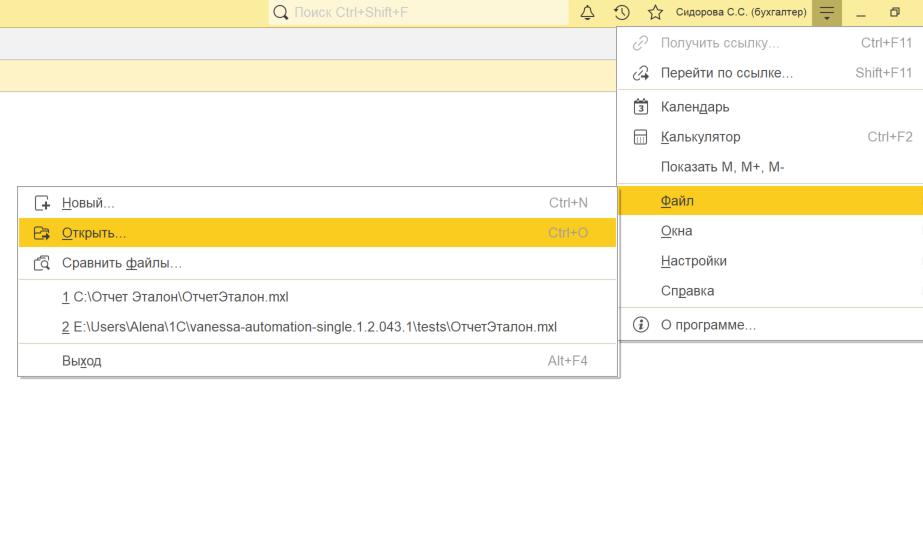 Поиск Ctrl+Shift+F
Сидорова С.С. (бухгалтер)
Получить ссылку... Ctrl+F11
Перейти по ссылке... Shift+F11
3 Календарь
Калькулятор Ctrl+F2
Показать M, M+, M-
Файл
Окна
Настройки
Справка
О программе...
Новый... Ctrl+N
Открыть... Ctrl+O
Сравнить файлы...
1 C:\Отчет Эталон\ОтчетЭталон.mxl
2 E:\Users\Alena\1C\vanessa-automation-single.1.2.043.1\tests\ОтчетЭталон.mxl
Выход Alt+F4